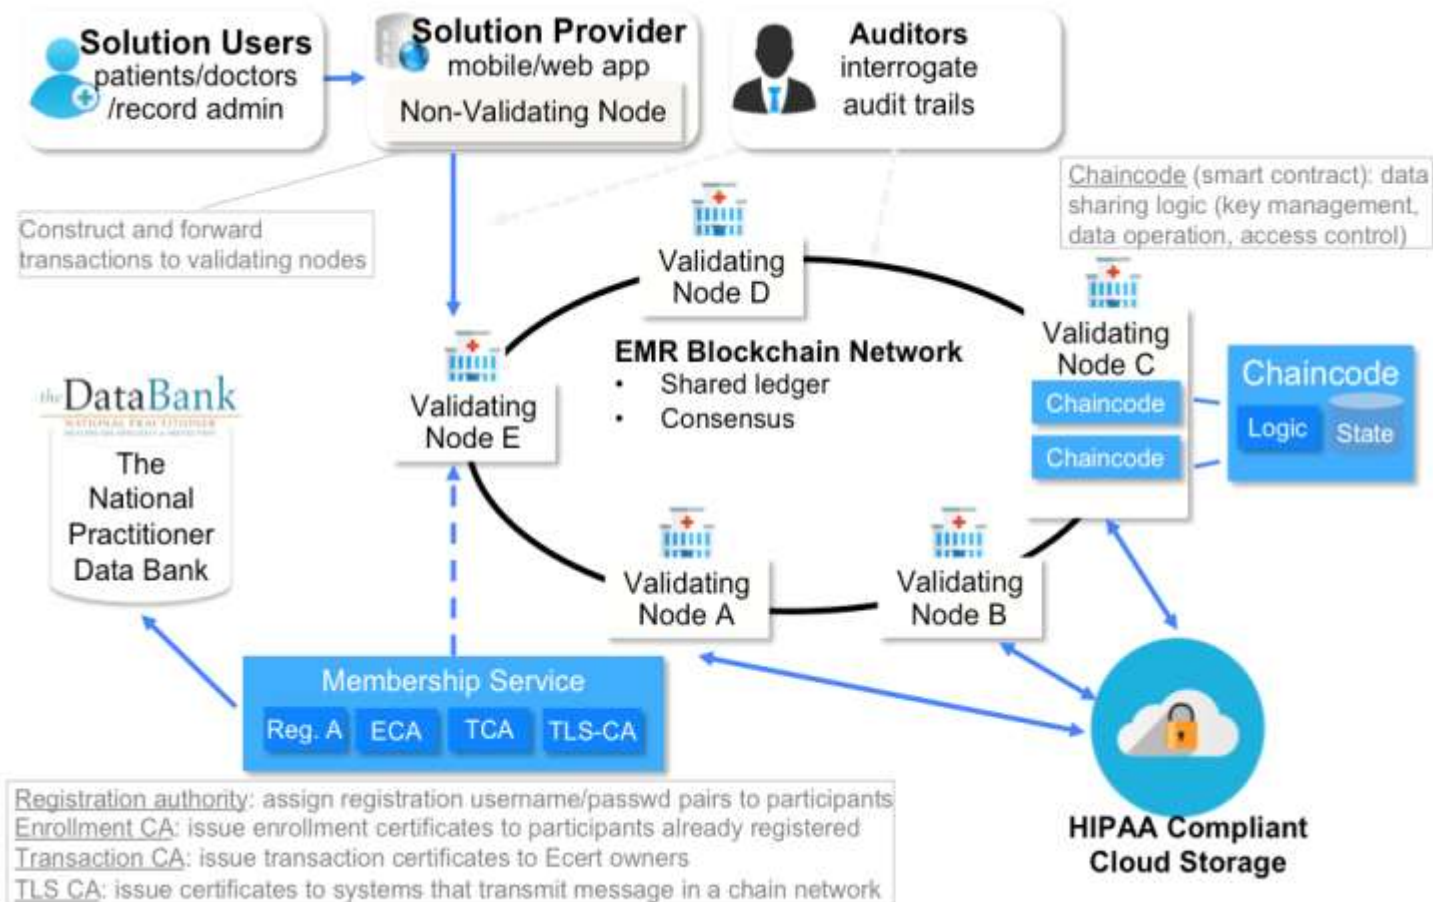 Solution Users
patients/doctors
/record admin
Solution Provider
mobile/web app
Non-Validating Node
Auditors
interrogate
audit trails
Construct and forward
transactions to validating nodes
Chaincode (smart contract): data
sharing logic (key management,
data operation, access control)
Validating
Node D
Validating
Node C
Chaincode
Chaincode
Chaincode
Logic
State
EMR Blockchain Network
• Shared ledger
• Consensus
Validating
Node E
the DataBank
NATIONAL PRACTITIONER
The
National
Practitioner
Data Bank
Validating
Node A
Validating
Node B
Membership Service
Reg. A
ECA
TCA
TLS-CA
HIPAA Compliant
Cloud Storage
Registration authority: assign registration username/passwd pairs to participants
Enrollment CA: issue enrollment certificates to participants already registered
Transaction CA: issue transaction certificates to Ecert owners
TLS CA: issue certificates to systems that transmit message in a chain network